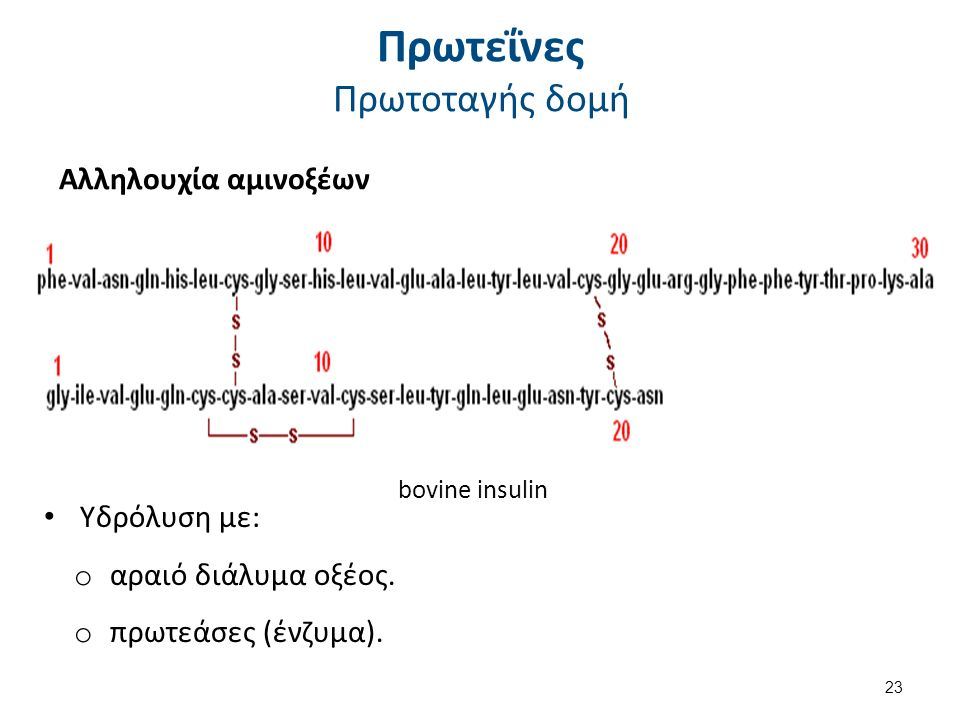 Πρωτεΐνες
Πρωτοταγής δομή
Αλληλουχία αμινοξέων
1 10 20 30
phe-val-asn-gln-his-leu-cys-gly-ser-his-leu-val-glu-ala-leu-tyr-leu-val-cys-gly-glu-arg-gly-phe-phe-tyr-thr-pro-lys-ala
s s
s s
1 10
gly-ile-val-glu-gln-cys-cys-ala-ser-val-cys-ser-leu-tyr-gln-leu-glu-asn-tyr-cys-asn
s s
20
bovine insulin
• Υδρόλυση με:
o αραιό διάλυμα οξέος.
o πρωτεάσες (ένζυμα).
23